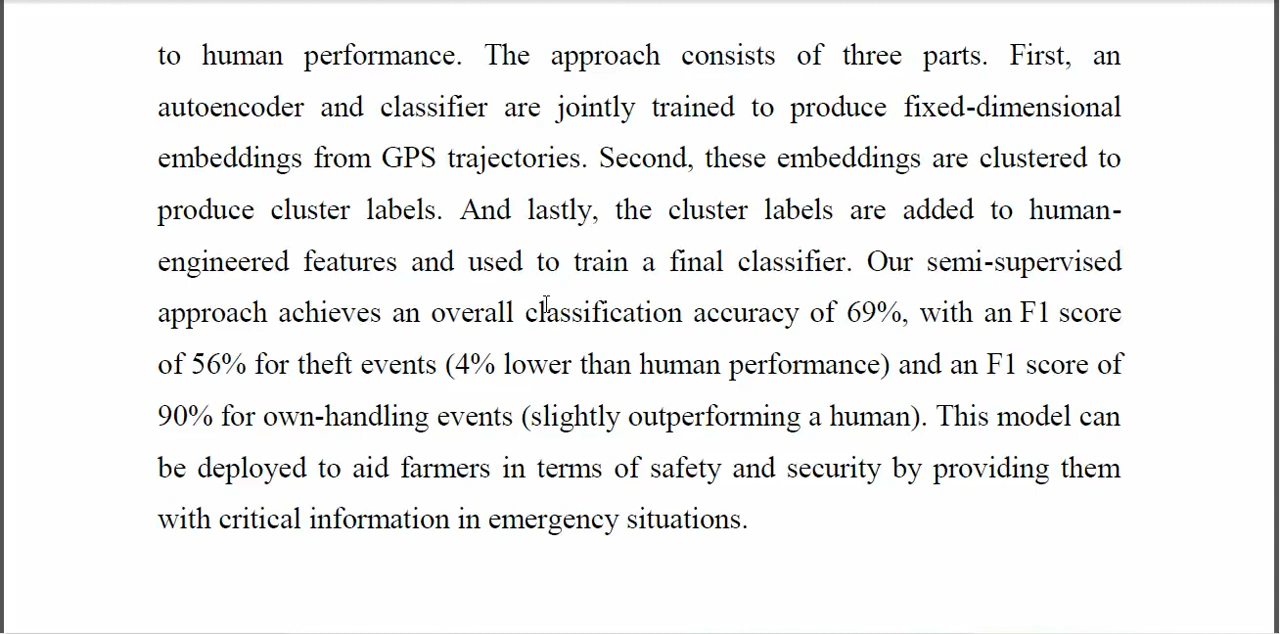 to human performance. The approach consists of three parts. First, an
autoencoder and classifier are jointly trained to produce fixed-dimensional
embeddings from GPS trajectories. Second, these embeddings are clustered to
produce cluster labels. And lastly, the cluster labels are added to human-
engineered features and used to train a final classifier. Our semi-supervised
approach achieves an overall classification accuracy of 69%, with an F1 score
of 56% for theft events (4% lower than human performance) and an F1 score of
90% for own-handling events (slightly outperforming a human). This model can
be deployed to aid farmers in terms of safety and security by providing them
with critical information in emergency situations.